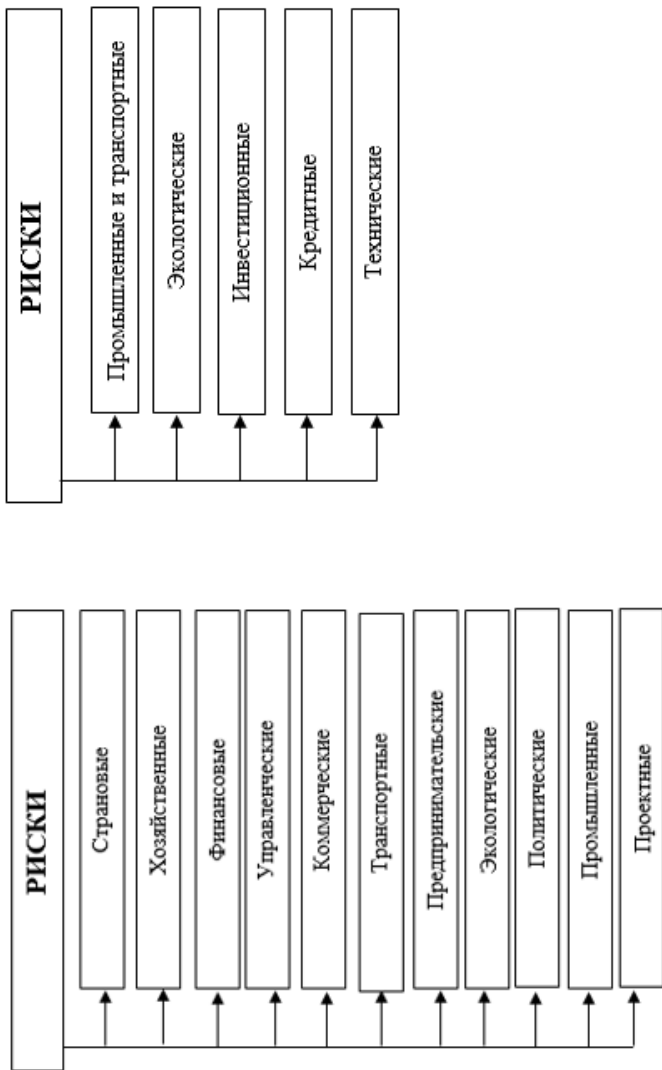 РИСКИ
Страновые
Хозяйственные
Финансовые
Управленческие
Коммерческие
Транспортные
Предпринимательские
Экологические
Политические
Промышленные
Проектные
РИСКИ
Промышленные и транспортные
Экологические
Инвестиционные
Кредитные
Технические